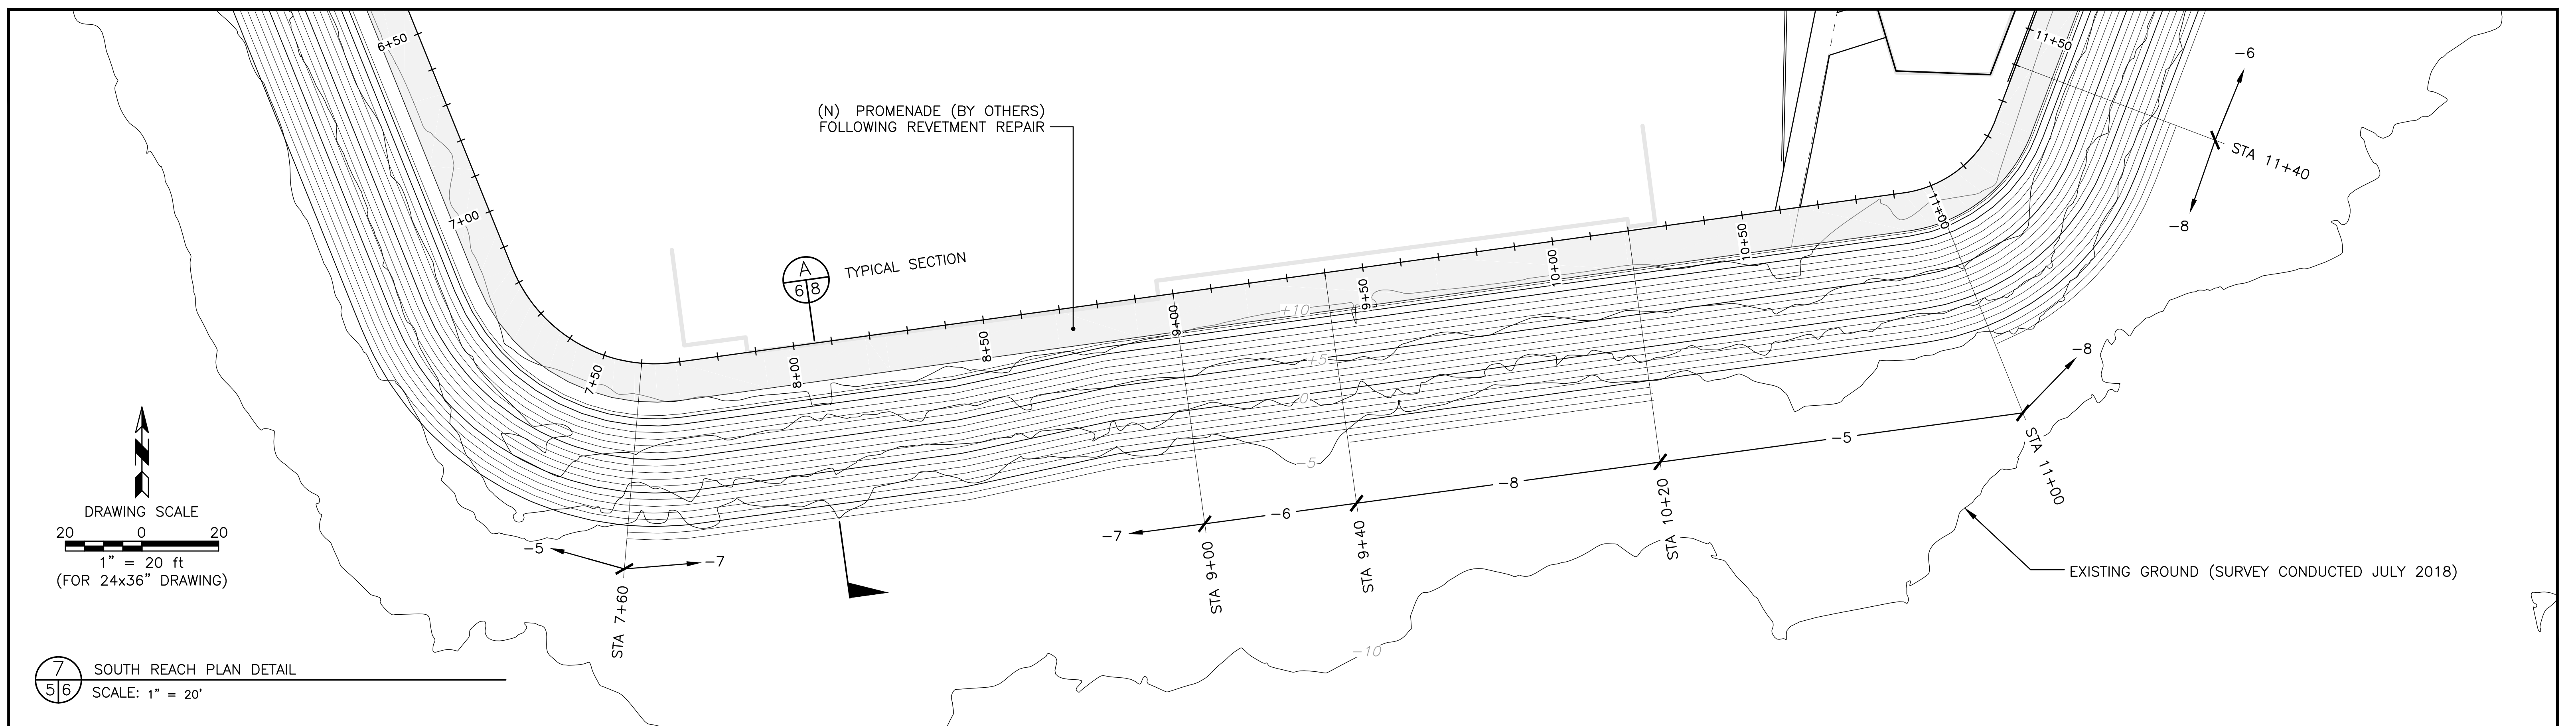 6+50
11+50
-6
(N) PROMENADE (BY OTHERS)
FOLLOWING REVETMENT REPAIR
STA 11+40
-8
7+00
11+00
10+50
10+00
A
6 8
TYPICAL SECTION
9+50
+10
9+00
8+50
+5
8+00
7+50
0
-8
-5
-5
STA 11+00
-8
-6
-7
STA 10+20
STA 9+40
STA 9+00
-5
-7
STA 7+60
N
DRAWING SCALE
20 0 20
1" = 20 ft
(FOR 24x36" DRAWING)
EXISTING GROUND (SURVEY CONDUCTED JULY 2018)
-10
7
5 6
SOUTH REACH PLAN DETAIL
SCALE: 1" = 20'